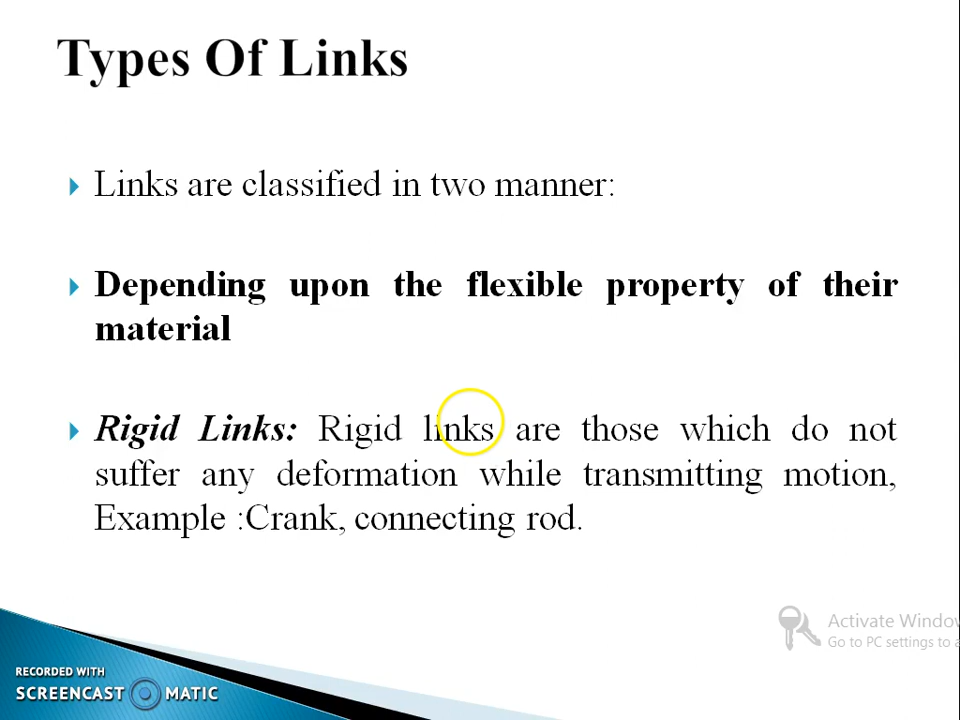 Types Of Links
Links are classified in two manner:
Depending upon the flexible property of their
material
Rigid Links: Rigid links are those which do not
suffer any deformation while transmitting motion,
Example :Crank, connecting rod.
Activate Windo
Go to PC settings to a
RECORDED WITH
SCREENCAST MATIC